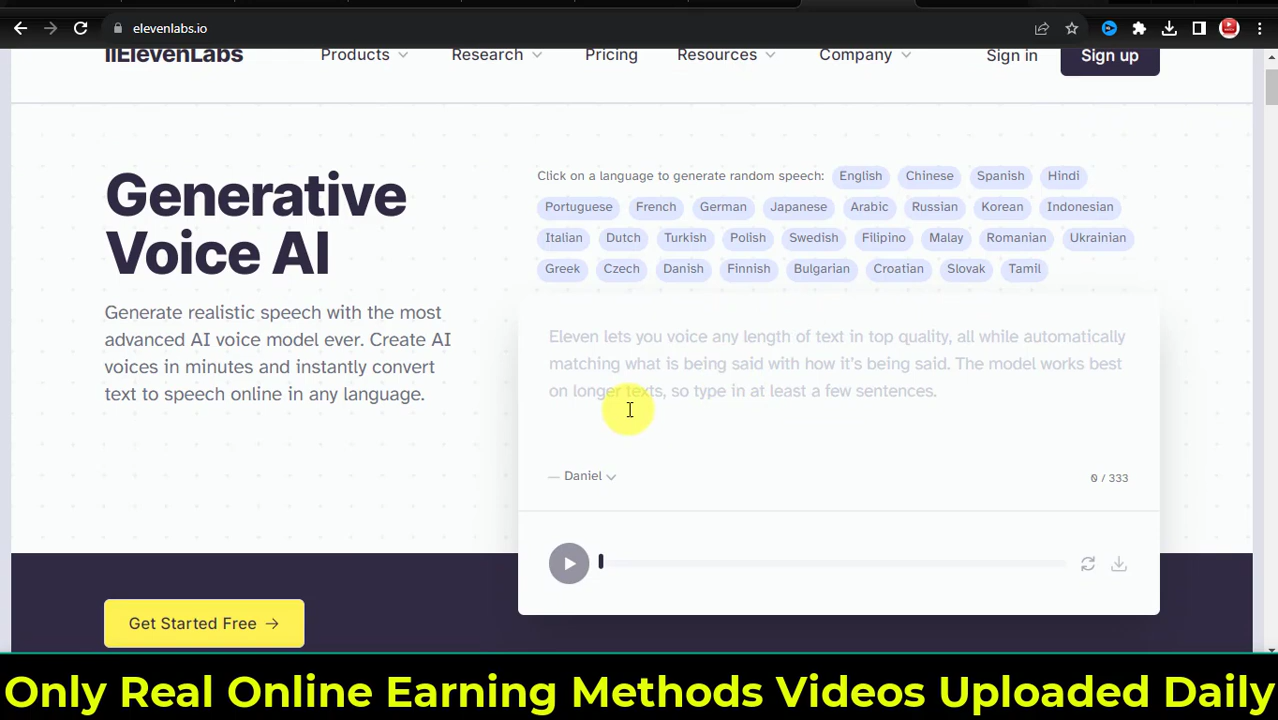 elevenlabs.io
IIElevenLabs Products Research Pricing Resources Company Sign in Sign up
Generative
Voice AI
Generate realistic speech with the most
advanced AI voice model ever. Create AI
voices in minutes and instantly convert
text to speech online in any language.
Click on a language to generate random speech: English Chinese Spanish Hindi
Portuguese French German Japanese Arabic Russian Korean Indonesian
Italian Dutch Turkish Polish Swedish Filipino Malay Romanian Ukrainian
Greek Czech Danish Finnish Bulgarian Croatian Slovak Tamil
Eleven lets you voice any length of text in top quality, all while automatically
matching what is being said with how it's being said. The model works best
on longer texts, so type in at least a few sentences.
— Daniel 0 / 333
Get Started Free →
Only Real Online Earning Methods Videos Uploaded Daily